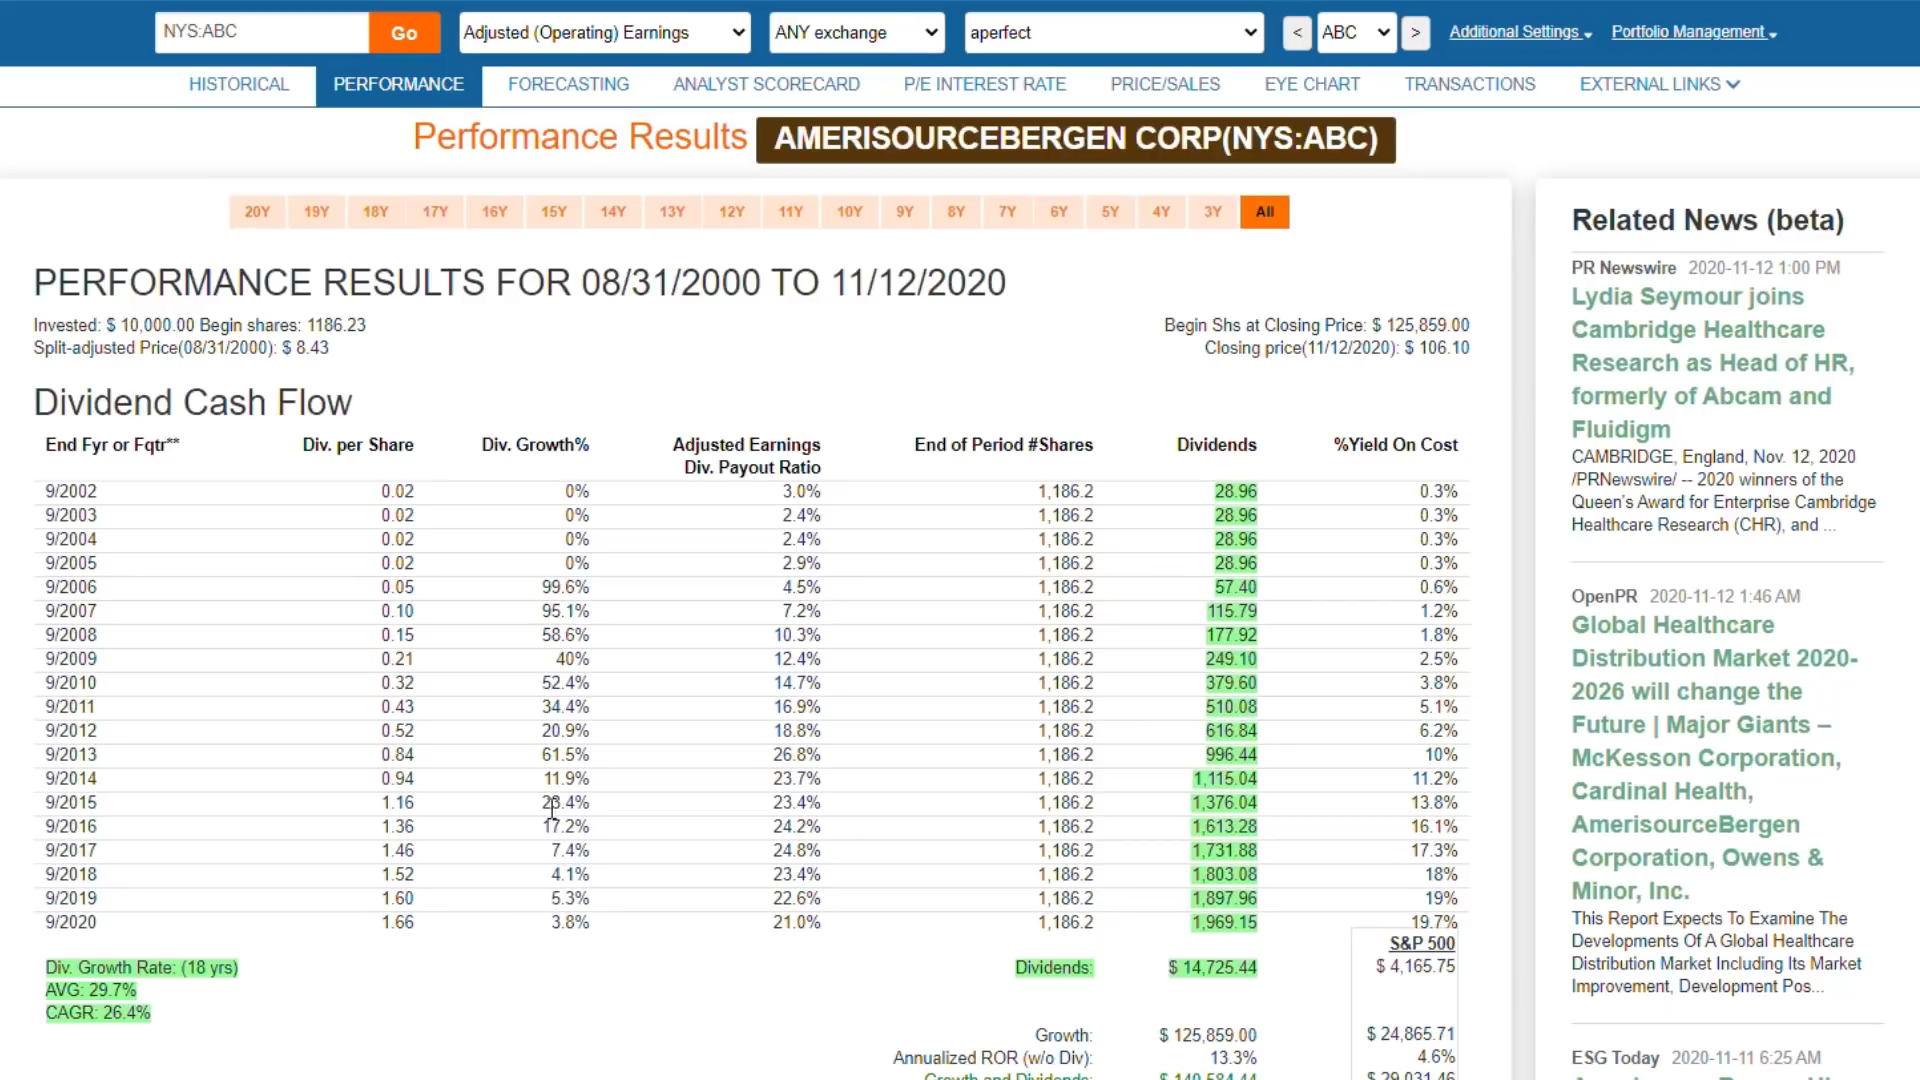 NYS:ABC Go Adjusted (Operating) Earnings ANY exchange aperfect < ABC > Additional Settings Portfolio Management
HISTORICAL PERFORMANCE FORECASTING ANALYST SCORECARD P/E INTEREST RATE PRICE/SALES EYE CHART TRANSACTIONS EXTERNAL LINKS
Performance Results AMERISOURCEBERGEN CORP(NYS:ABC)
20Y 19Y 18Y 17Y 16Y 15Y 14Y 13Y 12Y 11Y 10Y 9Y 8Y 7Y 6Y 5Y 4Y 3Y All
PERFORMANCE RESULTS FOR 08/31/2000 TO 11/12/2020
Invested: $ 10,000.00 Begin shares: 1186.23 Begin Shs at Closing Price: $ 125,859.00
Split-adjusted Price(08/31/2000): $ 8.43 Closing price(11/12/2020): $ 106.10
Dividend Cash Flow
End Fyr or Fqtr** Div. per Share Div. Growth% Adjusted Earnings End of Period #Shares Dividends %Yield On Cost
Div. Payout Ratio
9/2002 0.02 0% 3.0% 1,186.2 28.96 0.3%
9/2003 0.02 0% 2.4% 1,186.2 28.96 0.3%
9/2004 0.02 0% 2.4% 1,186.2 28.96 0.3%
9/2005 0.02 0% 2.9% 1,186.2 28.96 0.3%
9/2006 0.05 99.6% 4.5% 1,186.2 57.40 0.6%
9/2007 0.10 95.1% 7.2% 1,186.2 115.79 1.2%
9/2008 0.15 58.6% 10.3% 1,186.2 177.92 1.8%
9/2009 0.21 40% 12.4% 1,186.2 249.10 2.5%
9/2010 0.32 52.4% 14.7% 1,186.2 379.60 3.8%
9/2011 0.43 34.4% 16.9% 1,186.2 510.08 5.1%
9/2012 0.52 20.9% 18.8% 1,186.2 616.84 6.2%
9/2013 0.84 61.5% 26.8% 1,186.2 996.44 10%
9/2014 0.94 11.9% 23.7% 1,186.2 1,115.04 11.2%
9/2015 1.16 23.4% 23.4% 1,186.2 1,376.04 13.8%
9/2016 1.36 17.2% 24.2% 1,186.2 1,613.28 16.1%
9/2017 1.46 7.4% 24.8% 1,186.2 1,731.88 17.3%
9/2018 1.52 4.1% 23.4% 1,186.2 1,803.08 18%
9/2019 1.60 5.3% 22.6% 1,186.2 1,897.96 19%
9/2020 1.66 3.8% 21.0% 1,186.2 1,969.15 19.7%
S&P 500
Div. Growth Rate: (18 yrs) Dividends: $ 14,725.44 $ 4,165.75
AVG: 29.7%
CAGR: 26.4%
Growth: $ 125,859.00 $ 24,865.71
Annualized ROR (w/o Div): 13.3% 4.6%
Growth and Dividends: $ 140,584.44 $ 29,031.46
Related News (beta)
PR Newswire 2020-11-12 1:00 PM
Lydia Seymour joins
Cambridge Healthcare
Research as Head of HR,
formerly of Abcam and
Fluidigm
CAMBRIDGE, England, Nov. 12, 2020
/PRNewswire/ -- 2020 winners of the
Queen's Award for Enterprise Cambridge
Healthcare Research (CHR), and ...
OpenPR 2020-11-12 1:46 AM
Global Healthcare
Distribution Market 2020-
2026 will change the
Future | Major Giants –
McKesson Corporation,
Cardinal Health,
AmerisourceBergen
Corporation, Owens &
Minor, Inc.
This Report Expects To Examine The
Developments Of A Global Healthcare
Distribution Market Including Its Market
Improvement, Development Pos...
ESG Today 2020-11-11 6:25 AM